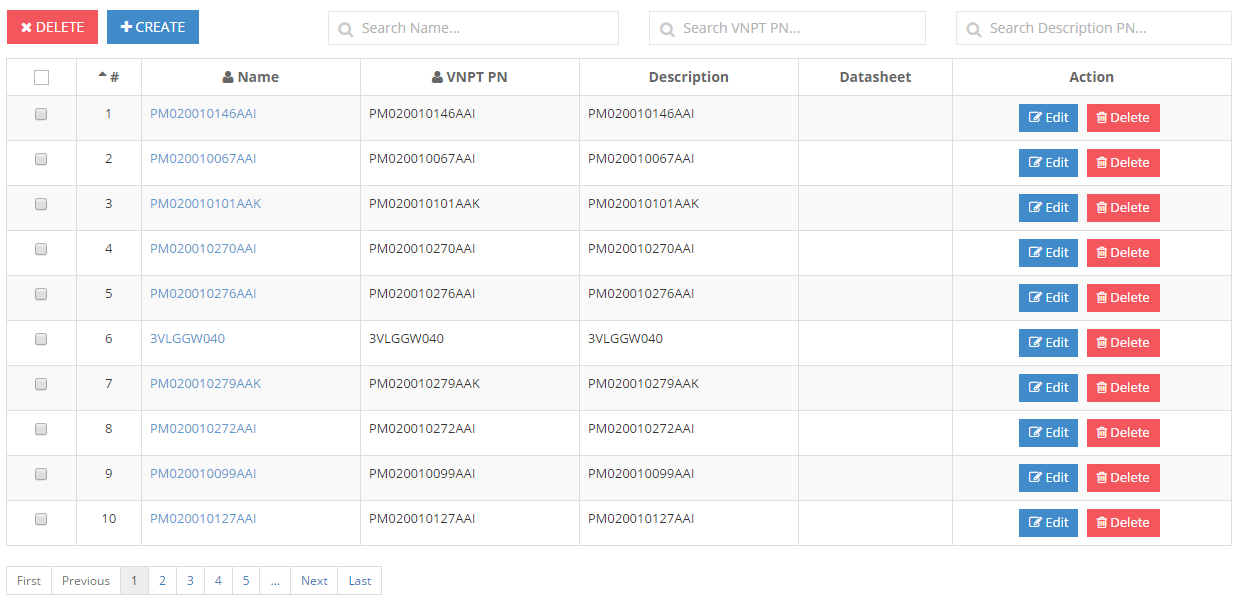 DELETE CREATE Search Name... Search VNPT PN... Search Description PN...
# Name VNPT PN Description Datasheet Action
1 PM020010146AAI PM020010146AAI PM020010146AAI Edit Delete
2 PM020010067AAI PM020010067AAI PM020010067AAI Edit Delete
3 PM020010101AAK PM020010101AAK PM020010101AAK Edit Delete
4 PM020010270AAI PM020010270AAI PM020010270AAI Edit Delete
5 PM020010276AAI PM020010276AAI PM020010276AAI Edit Delete
6 3VLGGW040 3VLGGW040 3VLGGW040 Edit Delete
7 PM020010279AAK PM020010279AAK PM020010279AAK Edit Delete
8 PM020010272AAI PM020010272AAI PM020010272AAI Edit Delete
9 PM020010099AAI PM020010099AAI PM020010099AAI Edit Delete
10 PM020010127AAI PM020010127AAI PM020010127AAI Edit Delete
First Previous 1 2 3 4 5 ... Next Last